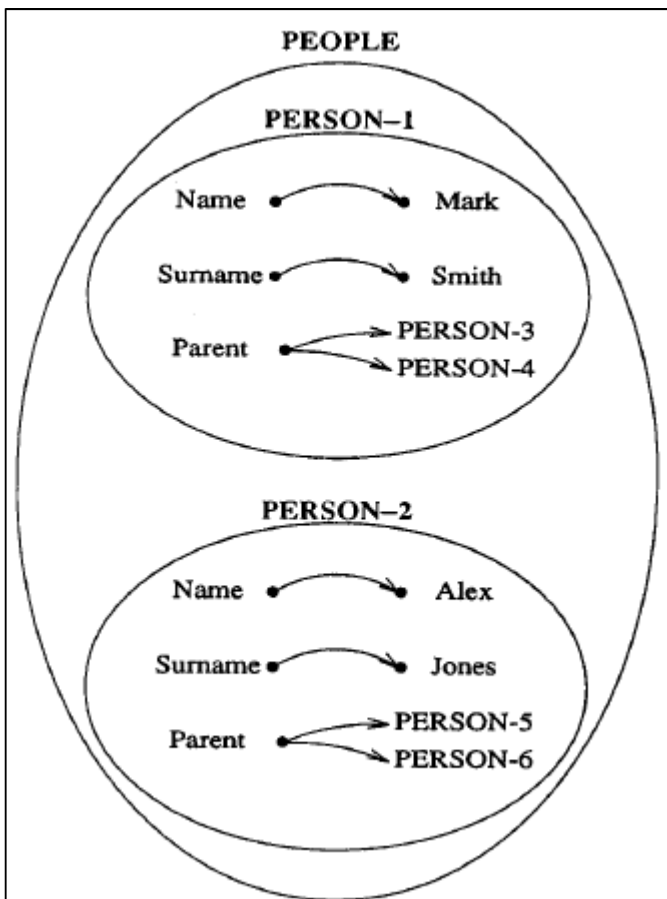 PEOPLE
PERSON–1
Name Mark
Surname Smith
Parent PERSON-3
PERSON-4
PERSON–2
Name Alex
Surname Jones
Parent PERSON-5
PERSON-6